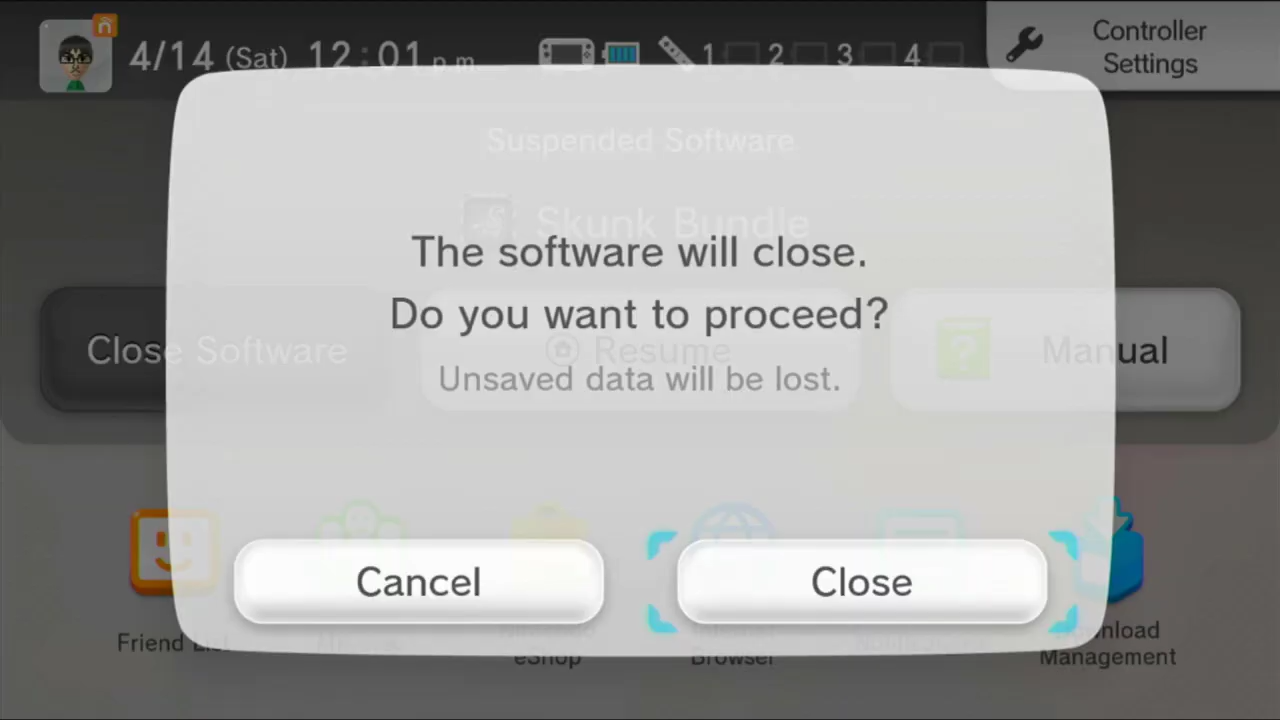 4/14 (Sat) 12:01 p.m. 1 2 3 4
Controller
Settings
Suspended Software
Skunk Bundle
The software will close.
Do you want to proceed?
Close Software
Resume
Manual
Unsaved data will be lost.
Cancel
Close
Friend List
eShop
Browser
Download
Management